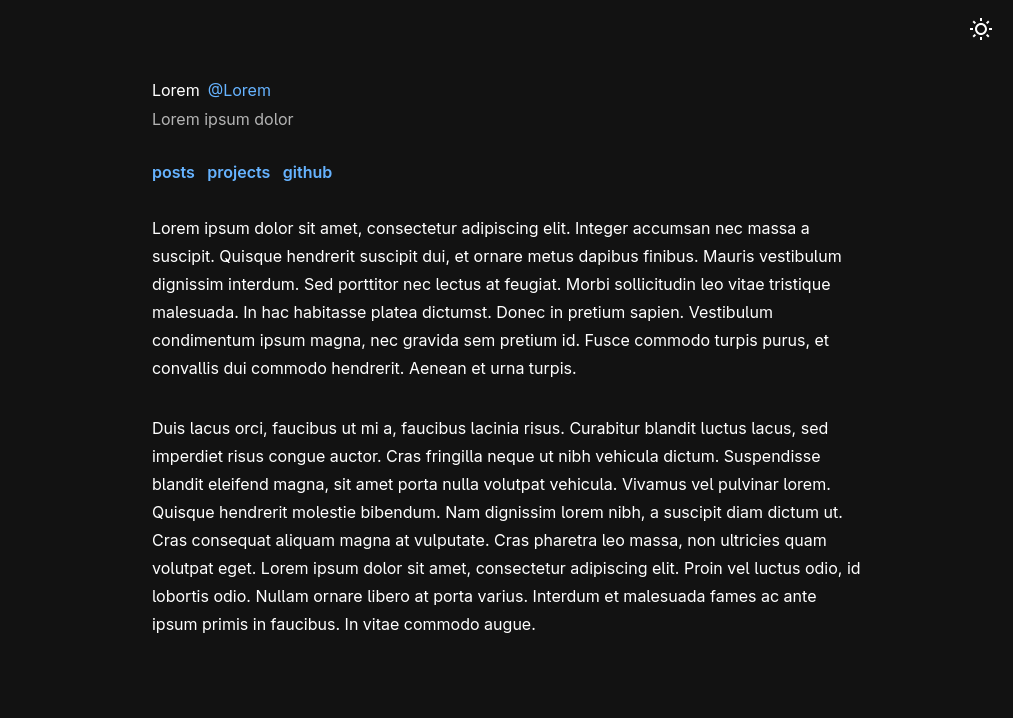 Lorem @Lorem
Lorem ipsum dolor
posts projects github
Lorem ipsum dolor sit amet, consectetur adipiscing elit. Integer accumsan nec massa a
suscipit. Quisque hendrerit suscipit dui, et ornare metus dapibus finibus. Mauris vestibulum
dignissim interdum. Sed porttitor nec lectus at feugiat. Morbi sollicitudin leo vitae tristique
malesuada. In hac habitasse platea dictumst. Donec in pretium sapien. Vestibulum
condimentum ipsum magna, nec gravida sem pretium id. Fusce commodo turpis purus, et
convallis dui commodo hendrerit. Aenean et urna turpis.
Duis lacus orci, faucibus ut mi a, faucibus lacinia risus. Curabitur blandit luctus lacus, sed
imperdiet risus congue auctor. Cras fringilla neque ut nibh vehicula dictum. Suspendisse
blandit eleifend magna, sit amet porta nulla volutpat vehicula. Vivamus vel pulvinar lorem.
Quisque hendrerit molestie bibendum. Nam dignissim lorem nibh, a suscipit diam dictum ut.
Cras consequat aliquam magna at vulputate. Cras pharetra leo massa, non ultricies quam
volutpat eget. Lorem ipsum dolor sit amet, consectetur adipiscing elit. Proin vel luctus odio, id
lobortis odio. Nullam ornare libero at porta varius. Interdum et malesuada fames ac ante
ipsum primis in faucibus. In vitae commodo augue.